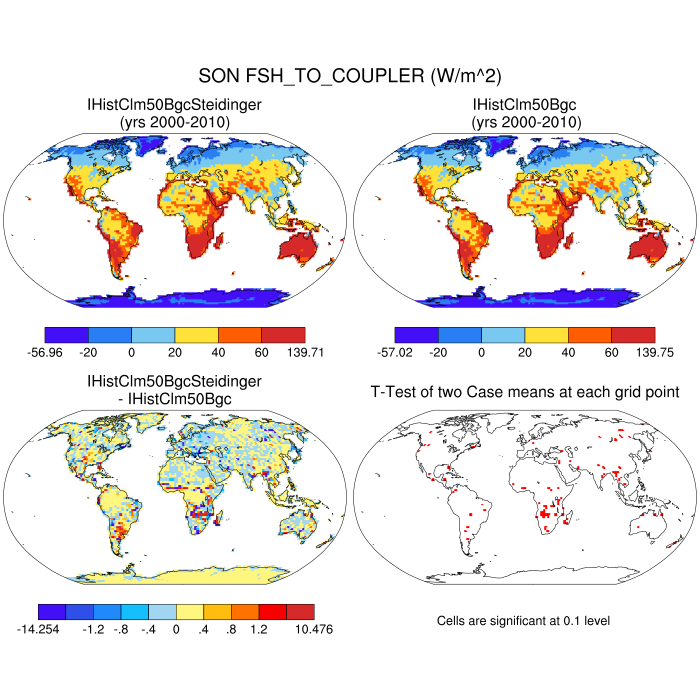 SON FSH_TO_COUPLER (W/m^2)
IHistClm50BgcSteidinger
(yrs 2000-2010)
IHistClm50Bgc
(yrs 2000-2010)
-56.96 -20 0 20 40 60 139.71
-57.02 -20 0 20 40 60 139.75
IHistClm50BgcSteidinger
- IHistClm50Bgc
T-Test of two Case means at each grid point
-14.254 -1.2 -.8 -.4 0 .4 .8 1.2 10.476
Cells are significant at 0.1 level